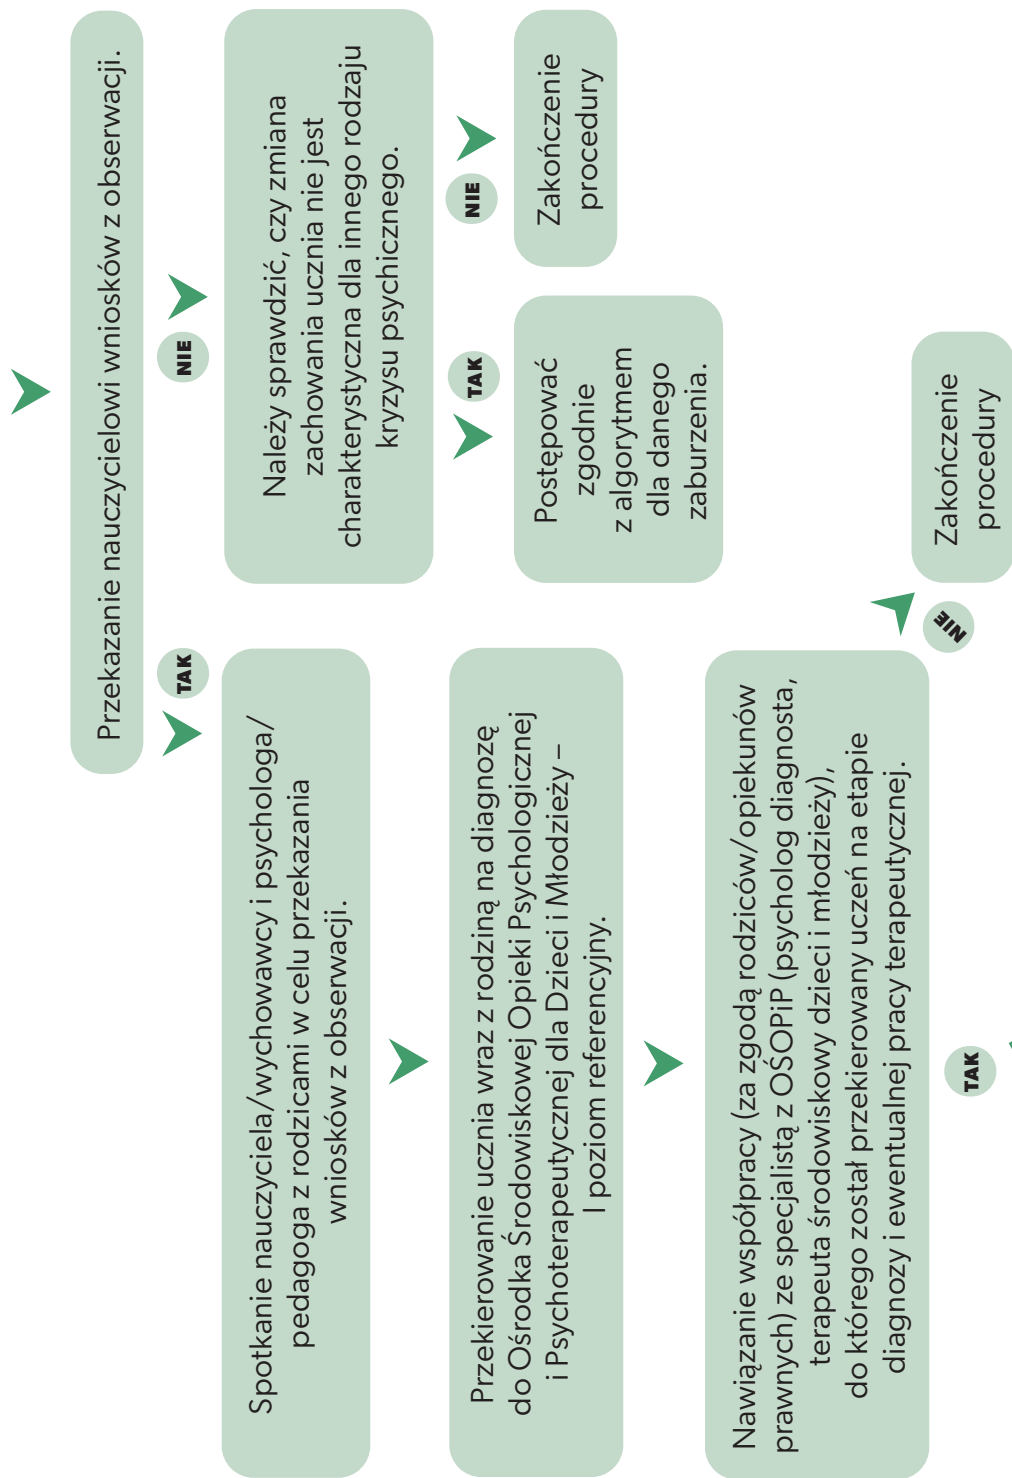 Przekazanie nauczycielowi wniosków z obserwacji.
TAK
NIE
Spotkanie nauczyciela/wychowawcy i psychologa/
pedagoga z rodzicami w celu przekazania
wniosków z obserwacji.
Należy sprawdzić, czy zmiana
zachowania ucznia nie jest
charakterystyczna dla innego rodzaju
kryzysu psychicznego.
TAK
NIE
Przekierowanie ucznia wraz z rodziną na diagnozę
do Ośrodka Środowiskowej Opieki Psychologicznej
i Psychoterapeutycznej dla Dzieci i Młodzieży –
I poziom referencyjny.
Postępować
zgodnie
z algorytmem
dla danego
zaburzenia.
Zakończenie
procedury
Nawiązanie współpracy (za zgodą rodziców/opiekunów
prawnych) ze specjalistą z OŚOPiP (psycholog diagnosta,
terapeuta środowiskowy dzieci i młodzieży),
do którego został przekierowany uczeń na etapie
diagnozy i ewentualnej pracy terapeutycznej.
NIE
Zakończenie
procedury
TAK